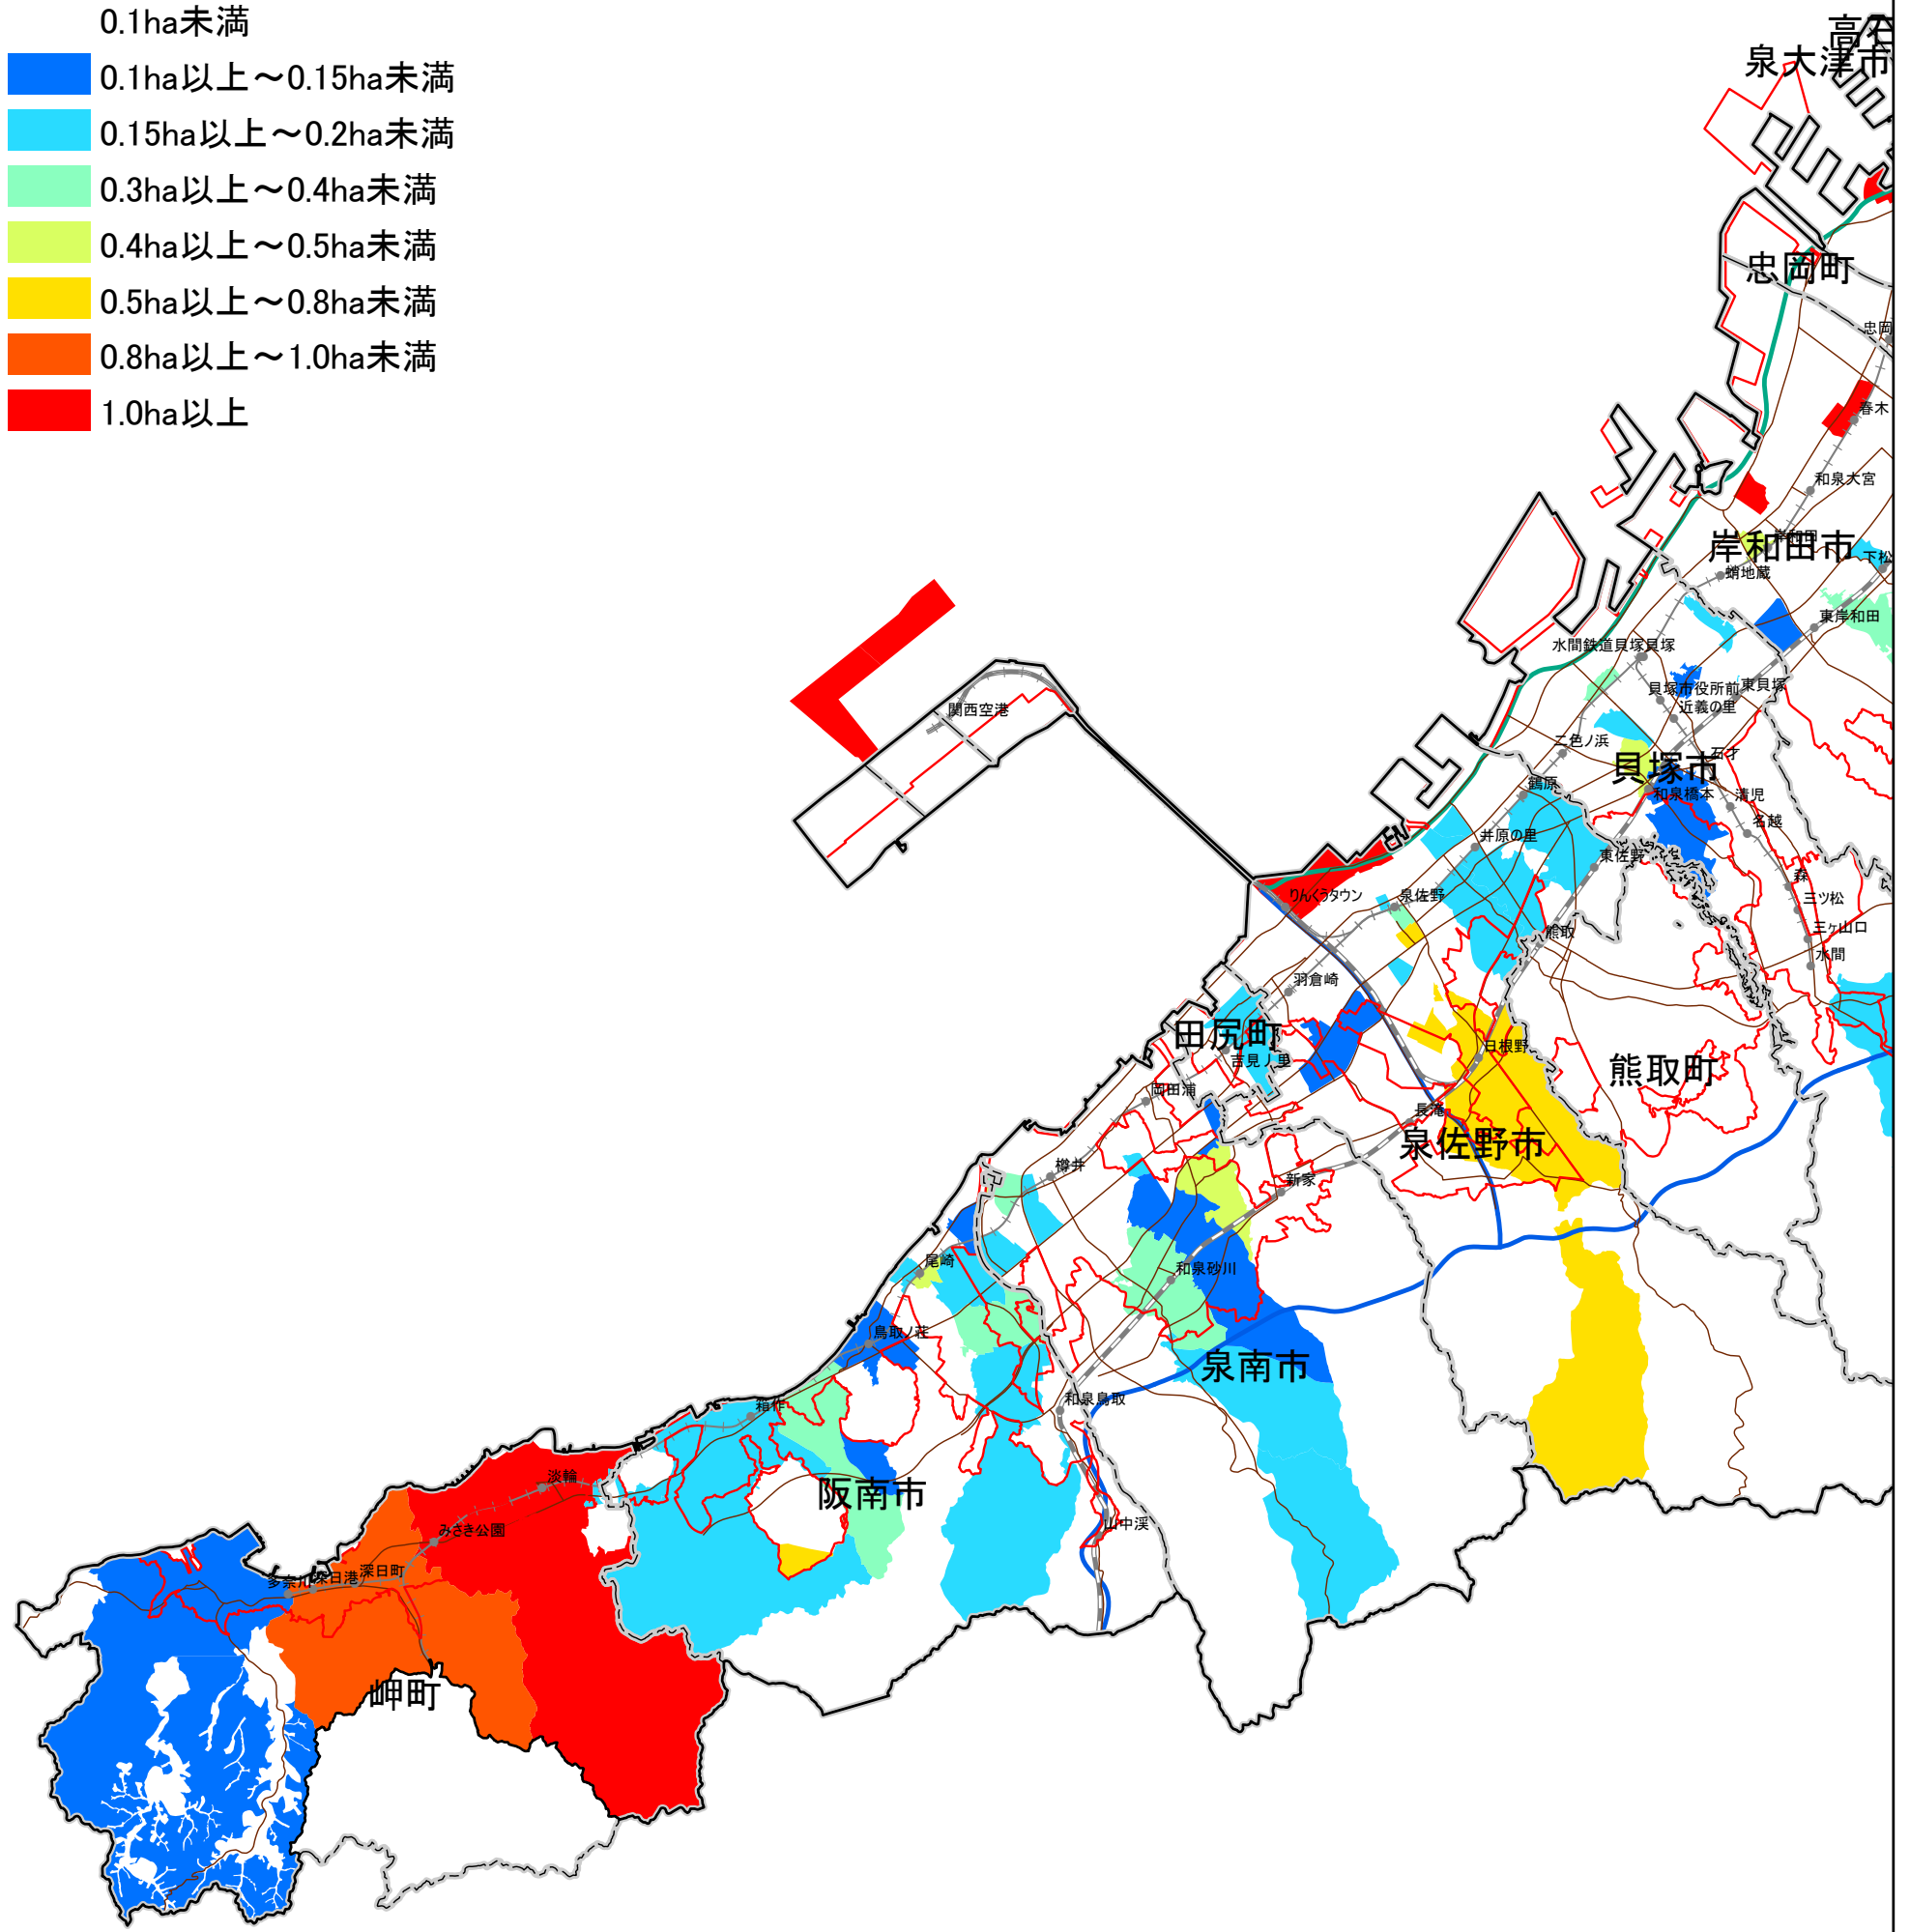 0.1ha未満
0.1ha以上～0.15ha未満
0.15ha以上～0.2ha未満
0.3ha以上～0.4ha未満
0.4ha以上～0.5ha未満
0.5ha以上～0.8ha未満
0.8ha以上～1.0ha未満
1.0ha以上
高石
泉大津市
忠岡町
忠岡
春木
和泉大宮
岸和田
岸和田市
下松
蛸地蔵
東岸和田
水間鉄道貝塚貝塚
貝塚市役所前
東貝塚
近義の里
関西空港
二色ノ浜
石才
貝塚市
鶴原
和泉橋本
清児
名越
井原の里
東佐野
森
りんくうタウン
泉佐野
三ツ松
三ヶ山口
熊取
水間
羽倉崎
田尻町
吉見ノ里
日根野
熊取町
岡田浦
長滝
泉佐野市
樽井
新家
尾崎
和泉砂川
鳥取ノ荘
泉南市
箱作
和泉鳥取
淡輪
阪南市
みさき公園
山中渓
深日町
多奈川
深日港
岬町